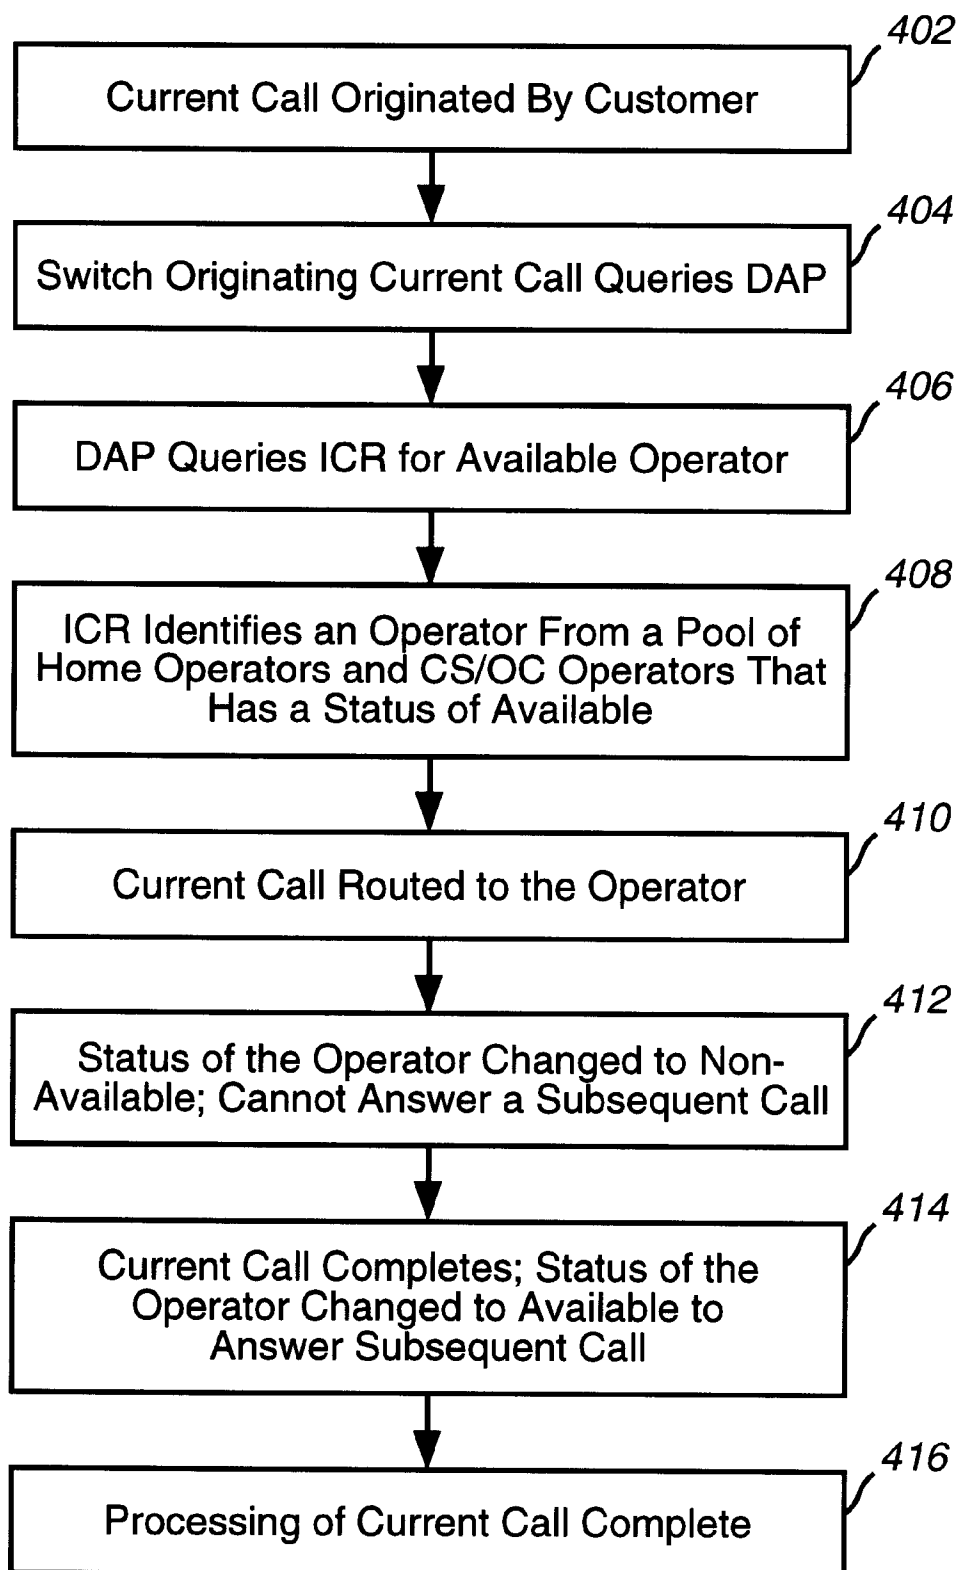 402
Current Call Originated By Customer
404
Switch Originating Current Call Queries DAP
406
DAP Queries ICR for Available Operator
408
ICR Identifies an Operator From a Pool of
Home Operators and CS/OC Operators That
Has a Status of Available
410
Current Call Routed to the Operator
412
Status of the Operator Changed to Non-
Available; Cannot Answer a Subsequent Call
414
Current Call Completes; Status of the
Operator Changed to Available to
Answer Subsequent Call
416
Processing of Current Call Complete